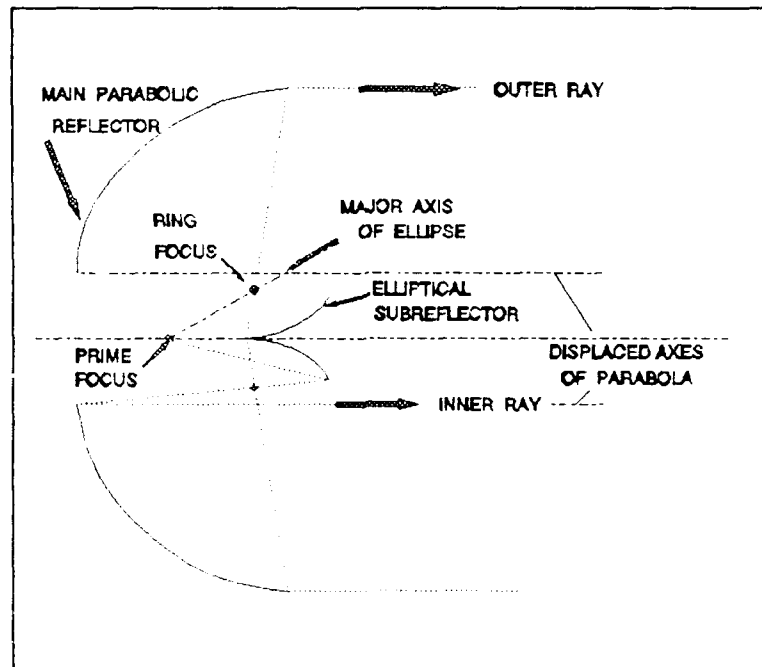 MAIN PARABOLIC
REFLECTOR
OUTER RAY
RING
FOCUS
MAJOR AXIS
OF ELLIPSE
ELLIPTICAL
SUBREFLECTOR
PRIME
FOCUS
DISPLACED AXES
OF PARABOLA
INNER RAY